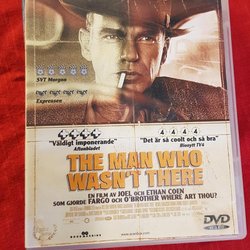 SVT Morgon
Expressen
"Väldigt imponerande"
Aftonbladet
"Det är så coolt och så bra"
Bluesytt TV4
THE MAN WHO
WASN'T THERE
EN FILM AV JOEL OCH ETHAN COEN
SOM GJORDE FARGO OCH O'BROTHER WHERE ART THOU?
DVD